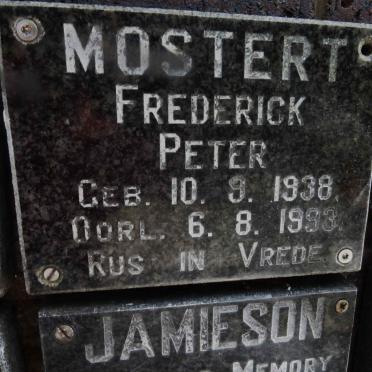 MOSTERT
FREDERICK
PETER
GEB. 10. 9. 1938.
OORL. 6. 8. 1993.
RUS IN VREDE
JAMIESON
MEMORY